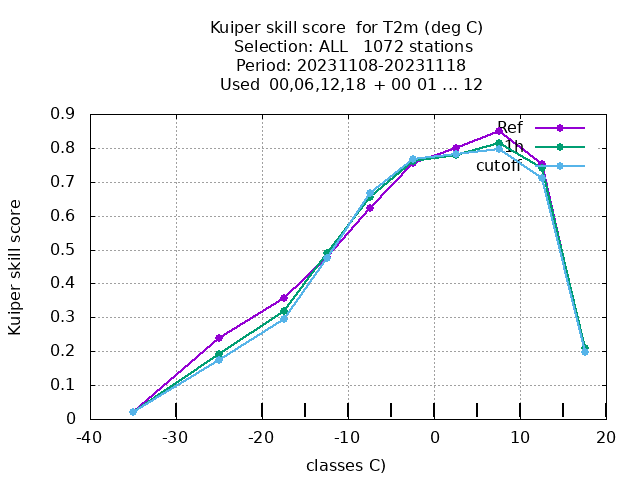 Kuiper skill score  for T2m (deg C)
Selection: ALL   1072 stations
Period: 20231108-20231118
Used  00,06,12,18  + 00 01 ... 12
0.9
0.8
0.7
0.6
0.5
0.4
0.3
0.2
0.1
0
Kuiper skill score
Ref
1h
cutoff
-40
-30
-20
-10
0
10
20
classes C)